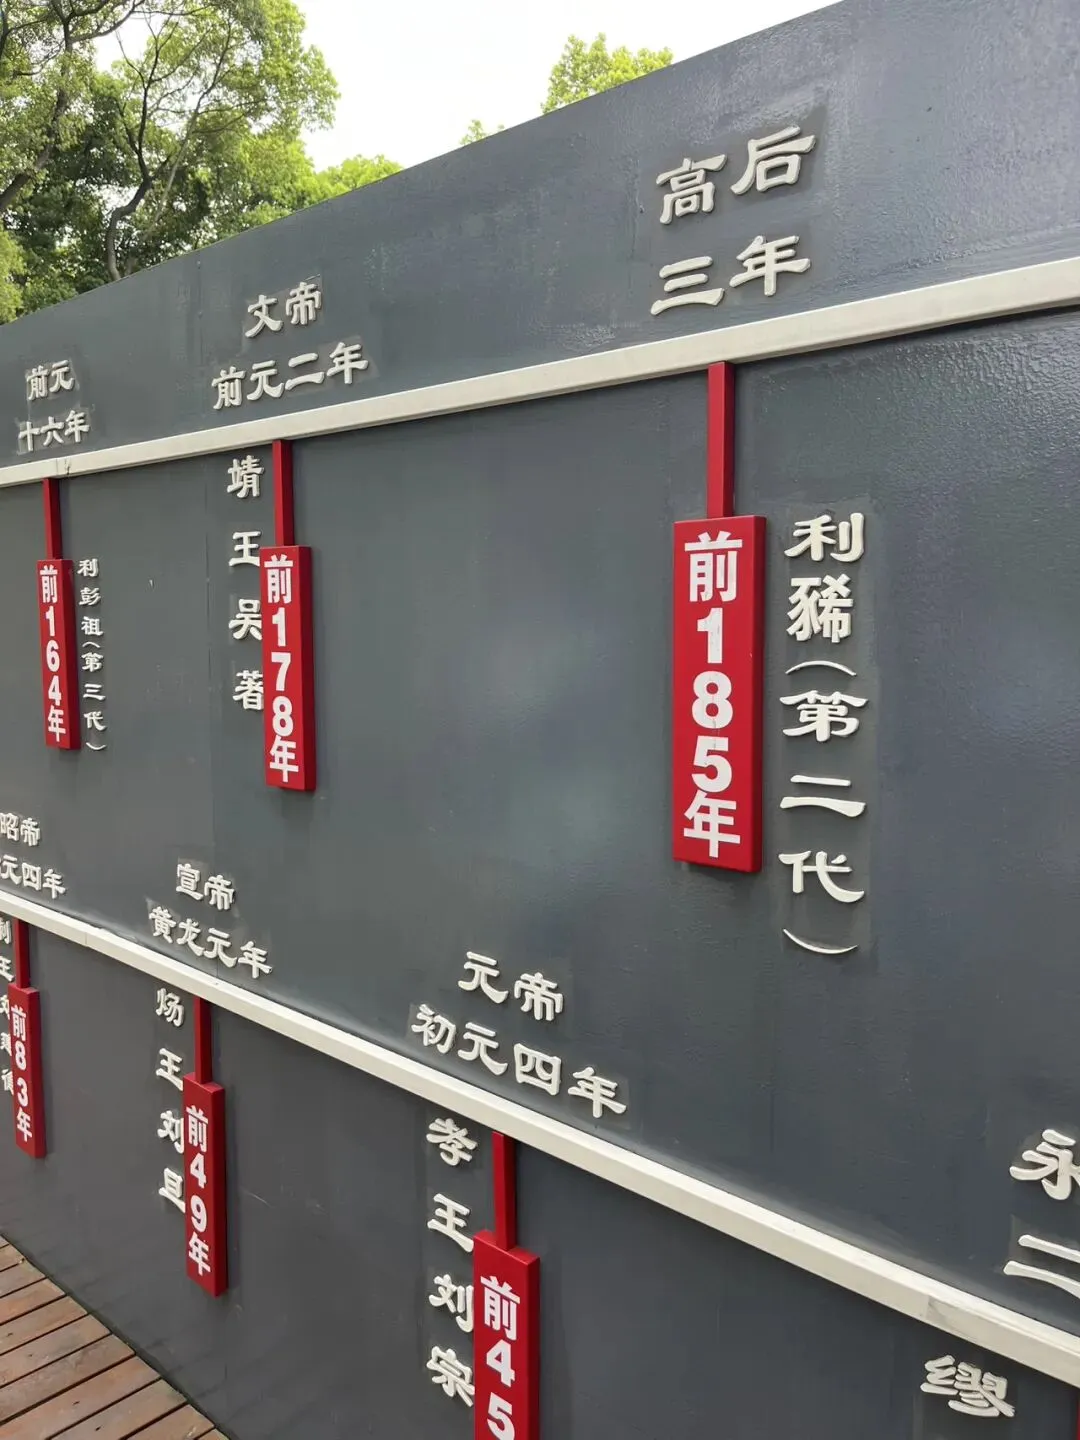 高后
三年
文帝
前元二年
前元
十六年
前185年
利豨(第二代)
前178年
靖王吴著
前164年
利彭祖(第三代)
昭帝
元四年
宣帝
黄龙元年
元帝
初元四年
永
二
前83年
前49年
炀王刘旦
前45
孝王刘宗
缪